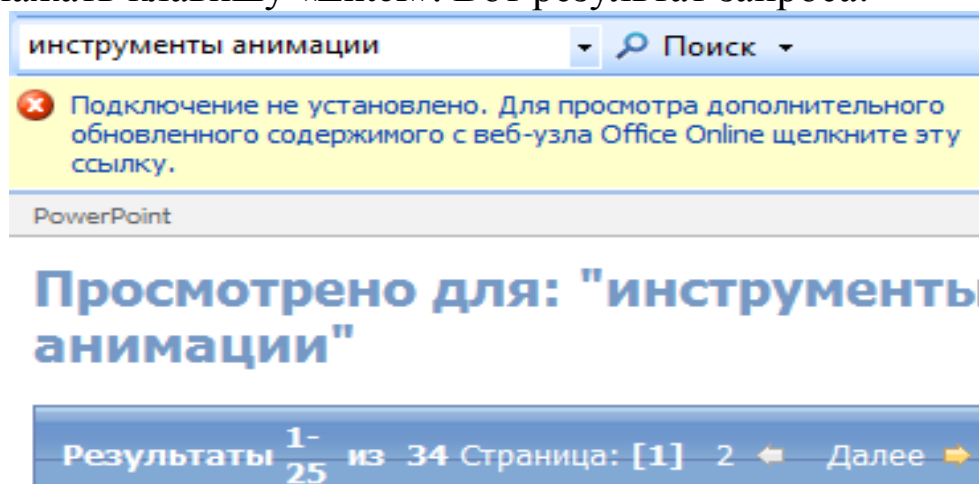 инструменты анимации Поиск
Подключение не установлено. Для просмотра дополнительного
обновленного содержимого с веб-узла Office Online щелкните эту
ссылку.
PowerPoint
Просмотрено для: "инструменты
анимации"
Результаты 1-25 из 34 Страница: [1] 2 Далее